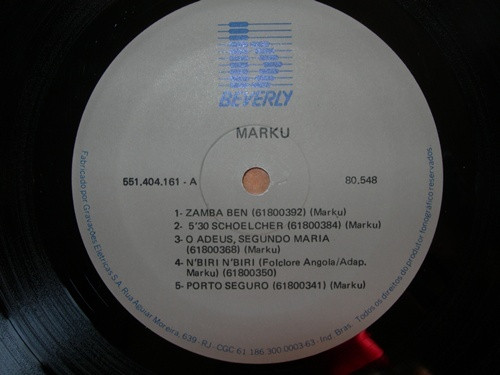 b
BEVERLY
MARKU
551.404.161 - A
80.548
1- ZAMBA BEN (61800392) (Marku)
2- 5'30 SCHOELCHER (61800384) (Marku)
3- O ADEUS, SEGUNDO MARIA
(61800368) (Marku)
4- N'BIRI N'BIRI (Folclore Angola/Adap.
Marku) (61800350)
5- PORTO SEGURO (61800341) (Marku)
Fabricado por Gravações Elétricas S.A. Rua Aguiar Moreira, 639 - RJ - CGC 61 186 300.0003-63 - Ind. Bras. Todos os direitos do produtor fonográfico reservados.